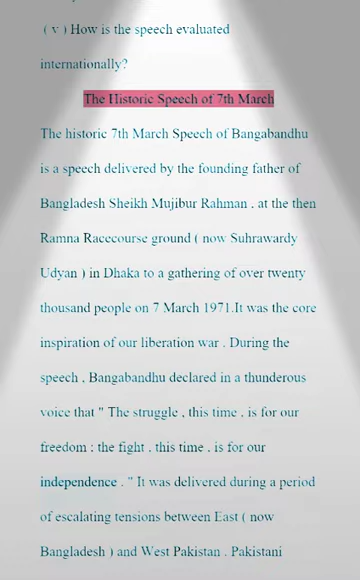 ( v ) How is the speech evaluated
internationally?
The Historic Speech of 7th March
The historic 7th March Speech of Bangabandhu
is a speech delivered by the founding father of
Bangladesh Sheikh Mujibur Rahman . at the then
Ramna Racecourse ground ( now Suhrawardy
Udyan ) in Dhaka to a gathering of over twenty
thousand people on 7 March 1971.It was the core
inspiration of our liberation war . During the
speech , Bangabandhu declared in a thunderous
voice that " The struggle , this time , is for our
freedom : the fight . this time , is for our
independence . " It was delivered during a period
of escalating tensions between East ( now
Bangladesh ) and West Pakistan . Pakistani